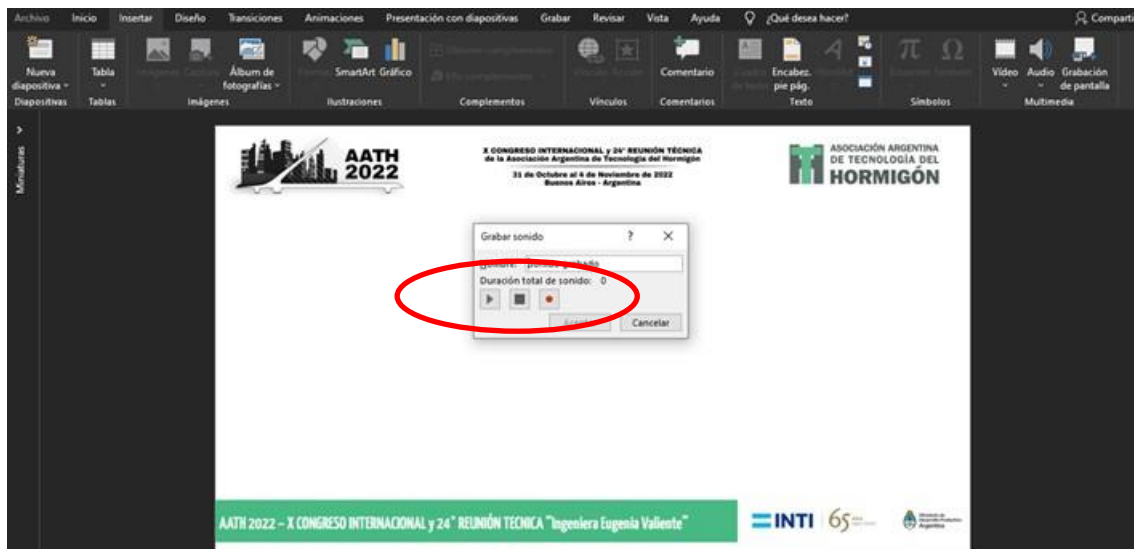 Archivo Inicio Insertar Diseño Transiciones Animaciones Presentación con diapositivas Grabar Revisar Vista Ayuda ¿Qué desea hacer? Comparti
Nueva diapositiva
Tabla
Álbum de fotografías
SmartArt Gráfico
Comentario
Encabez. pie pág.
Vídeo Audio Grabación de pantalla
Diapositivas Tablas Imágenes Ilustraciones Complementos Vínculos Comentarios Texto Símbolos Multimedia
Miniaturas
AATH
2022
X CONGRESO INTERNACIONAL y 24° REUNIÓN TÉCNICA
de la Asociación Argentina de Tecnología del Hormigón
31 de Octubre al 4 de Noviembre de 2022
Buenos Aires - Argentina
ASOCIACIÓN ARGENTINA
DE TECNOLOGÍA DEL
HORMIGÓN
Grabar sonido ? ×
Duración total de sonido: 0
Cancelar
AATH 2022 – X CONGRESO INTERNACIONAL y 24° REUNIÓN TECNICA "Ingeniera Eugenia Valiente"
INTI 65